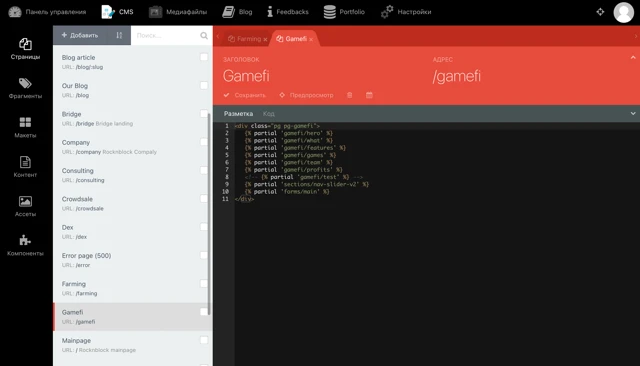 Панель управления
CMS
Медиафайлы
Blog
Feedbacks
Portfolio
Настройки
Страницы
Фрагменты
Макеты
Контент
Ассеты
Компоненты
+ Добавить
Поиск...
Blog article
URL: /blog/:slug
Our Blog
URL: /blog
Bridge
URL: /bridge Bridge landing
Company
URL: /company Rocknblock Compaly
Consulting
URL: /consulting
Crowdsale
URL: /crowdsale
Dex
URL: /dex
Error page (500)
URL: /error
Farming
URL: /farming
Gamefi
URL: /gamefi
Mainpage
URL: / Rocknblock mainpage
Farming ×
Gamefi ×
ЗАГОЛОВОК
Gamefi
АДРЕС
/gamefi
Сохранить
Предпросмотр
Разметка
Код
1 <div class="pg pg-gamefi">
2 {% partial 'gamefi/hero' %}
3 {% partial 'gamefi/what' %}
4 {% partial 'gamefi/features' %}
5 {% partial 'gamefi/games' %}
6 {% partial 'gamefi/team' %}
7 {% partial 'gamefi/profits' %}
8 <!-- {% partial 'gamefi/test' %} -->
9 {% partial 'sections/nav-slider-v2' %}
10 {% partial 'forms/main' %}
11 </div>